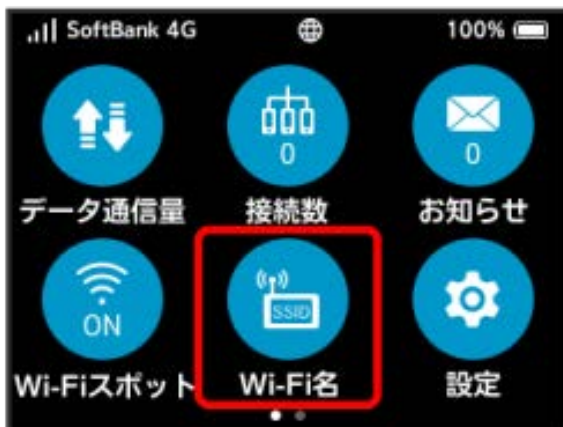 SoftBank 4G 100%
0 0
データ通信量 接続数 お知らせ
ON SSID
Wi-Fiスポット Wi-Fi名 設定